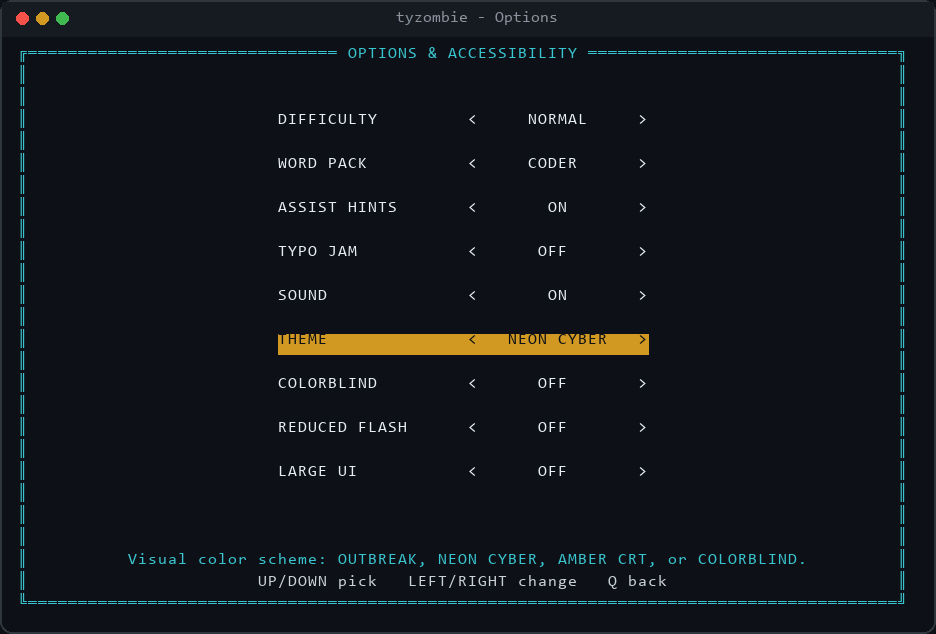 tyzombie - Options
OPTIONS & ACCESSIBILITY
DIFFICULTY < NORMAL >
WORD PACK < CODER >
ASSIST HINTS < ON >
TYPO JAM < OFF >
SOUND < ON >
THEME < NEON CYBER >
COLORBLIND < OFF >
REDUCED FLASH < OFF >
LARGE UI < OFF >
Visual color scheme: OUTBREAK, NEON CYBER, AMBER CRT, or COLORBLIND.
UP/DOWN pick LEFT/RIGHT change Q back